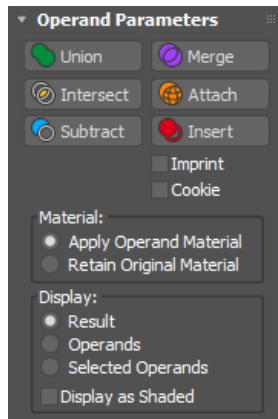 Operand Parameters
Union Merge
Intersect Attach
Subtract Insert
Imprint
Cookie
Material:
Apply Operand Material
Retain Original Material
Display:
Result
Operands
Selected Operands
Display as Shaded